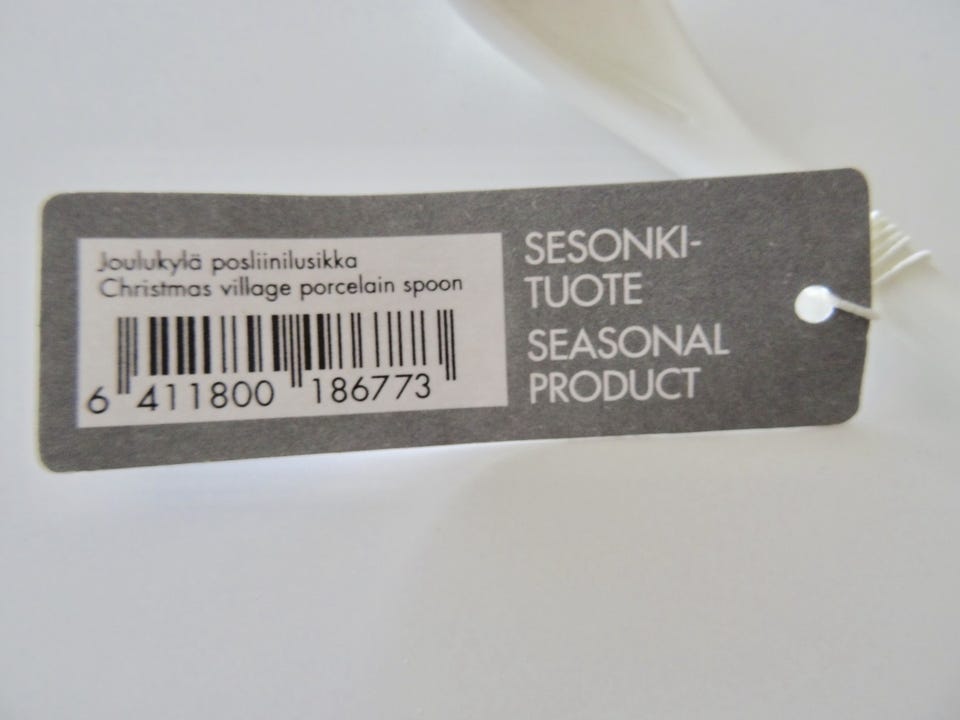 Joulukylä posliinilusikka
Christmas village porcelain spoon
6 411800 186773
SESONKI-
TUOTE
SEASONAL
PRODUCT